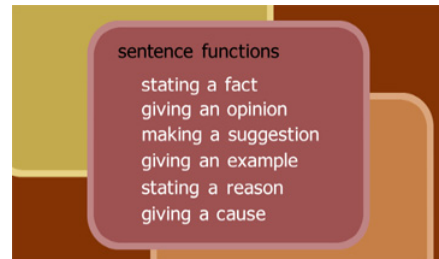 sentence functions
stating a fact
giving an opinion
making a suggestion
giving an example
stating a reason
giving a cause